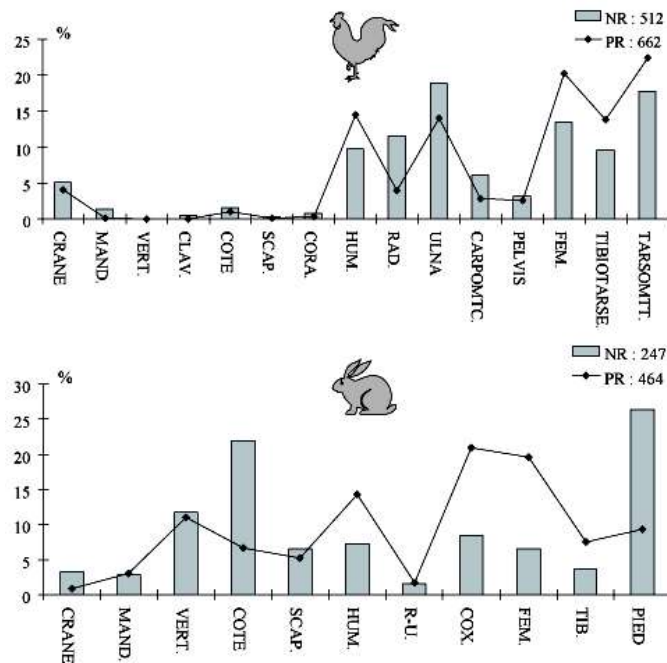 %
NR : 512
PR : 662
25
20
15
10
5
0
CRANE
MAND.
VERT.
CLAV.
COTE
SCAP.
CORA.
HUM.
RAD.
ULNA
CARPOMTC.
PELVIS
FEM.
TIBIOTARSE.
TARSOMTT.
%
NR : 247
PR : 464
30
25
20
15
10
5
0
CRANE
MAND.
VERT.
COTE
SCAP.
HUM.
R-U.
COX.
FEM.
TIB.
PIED